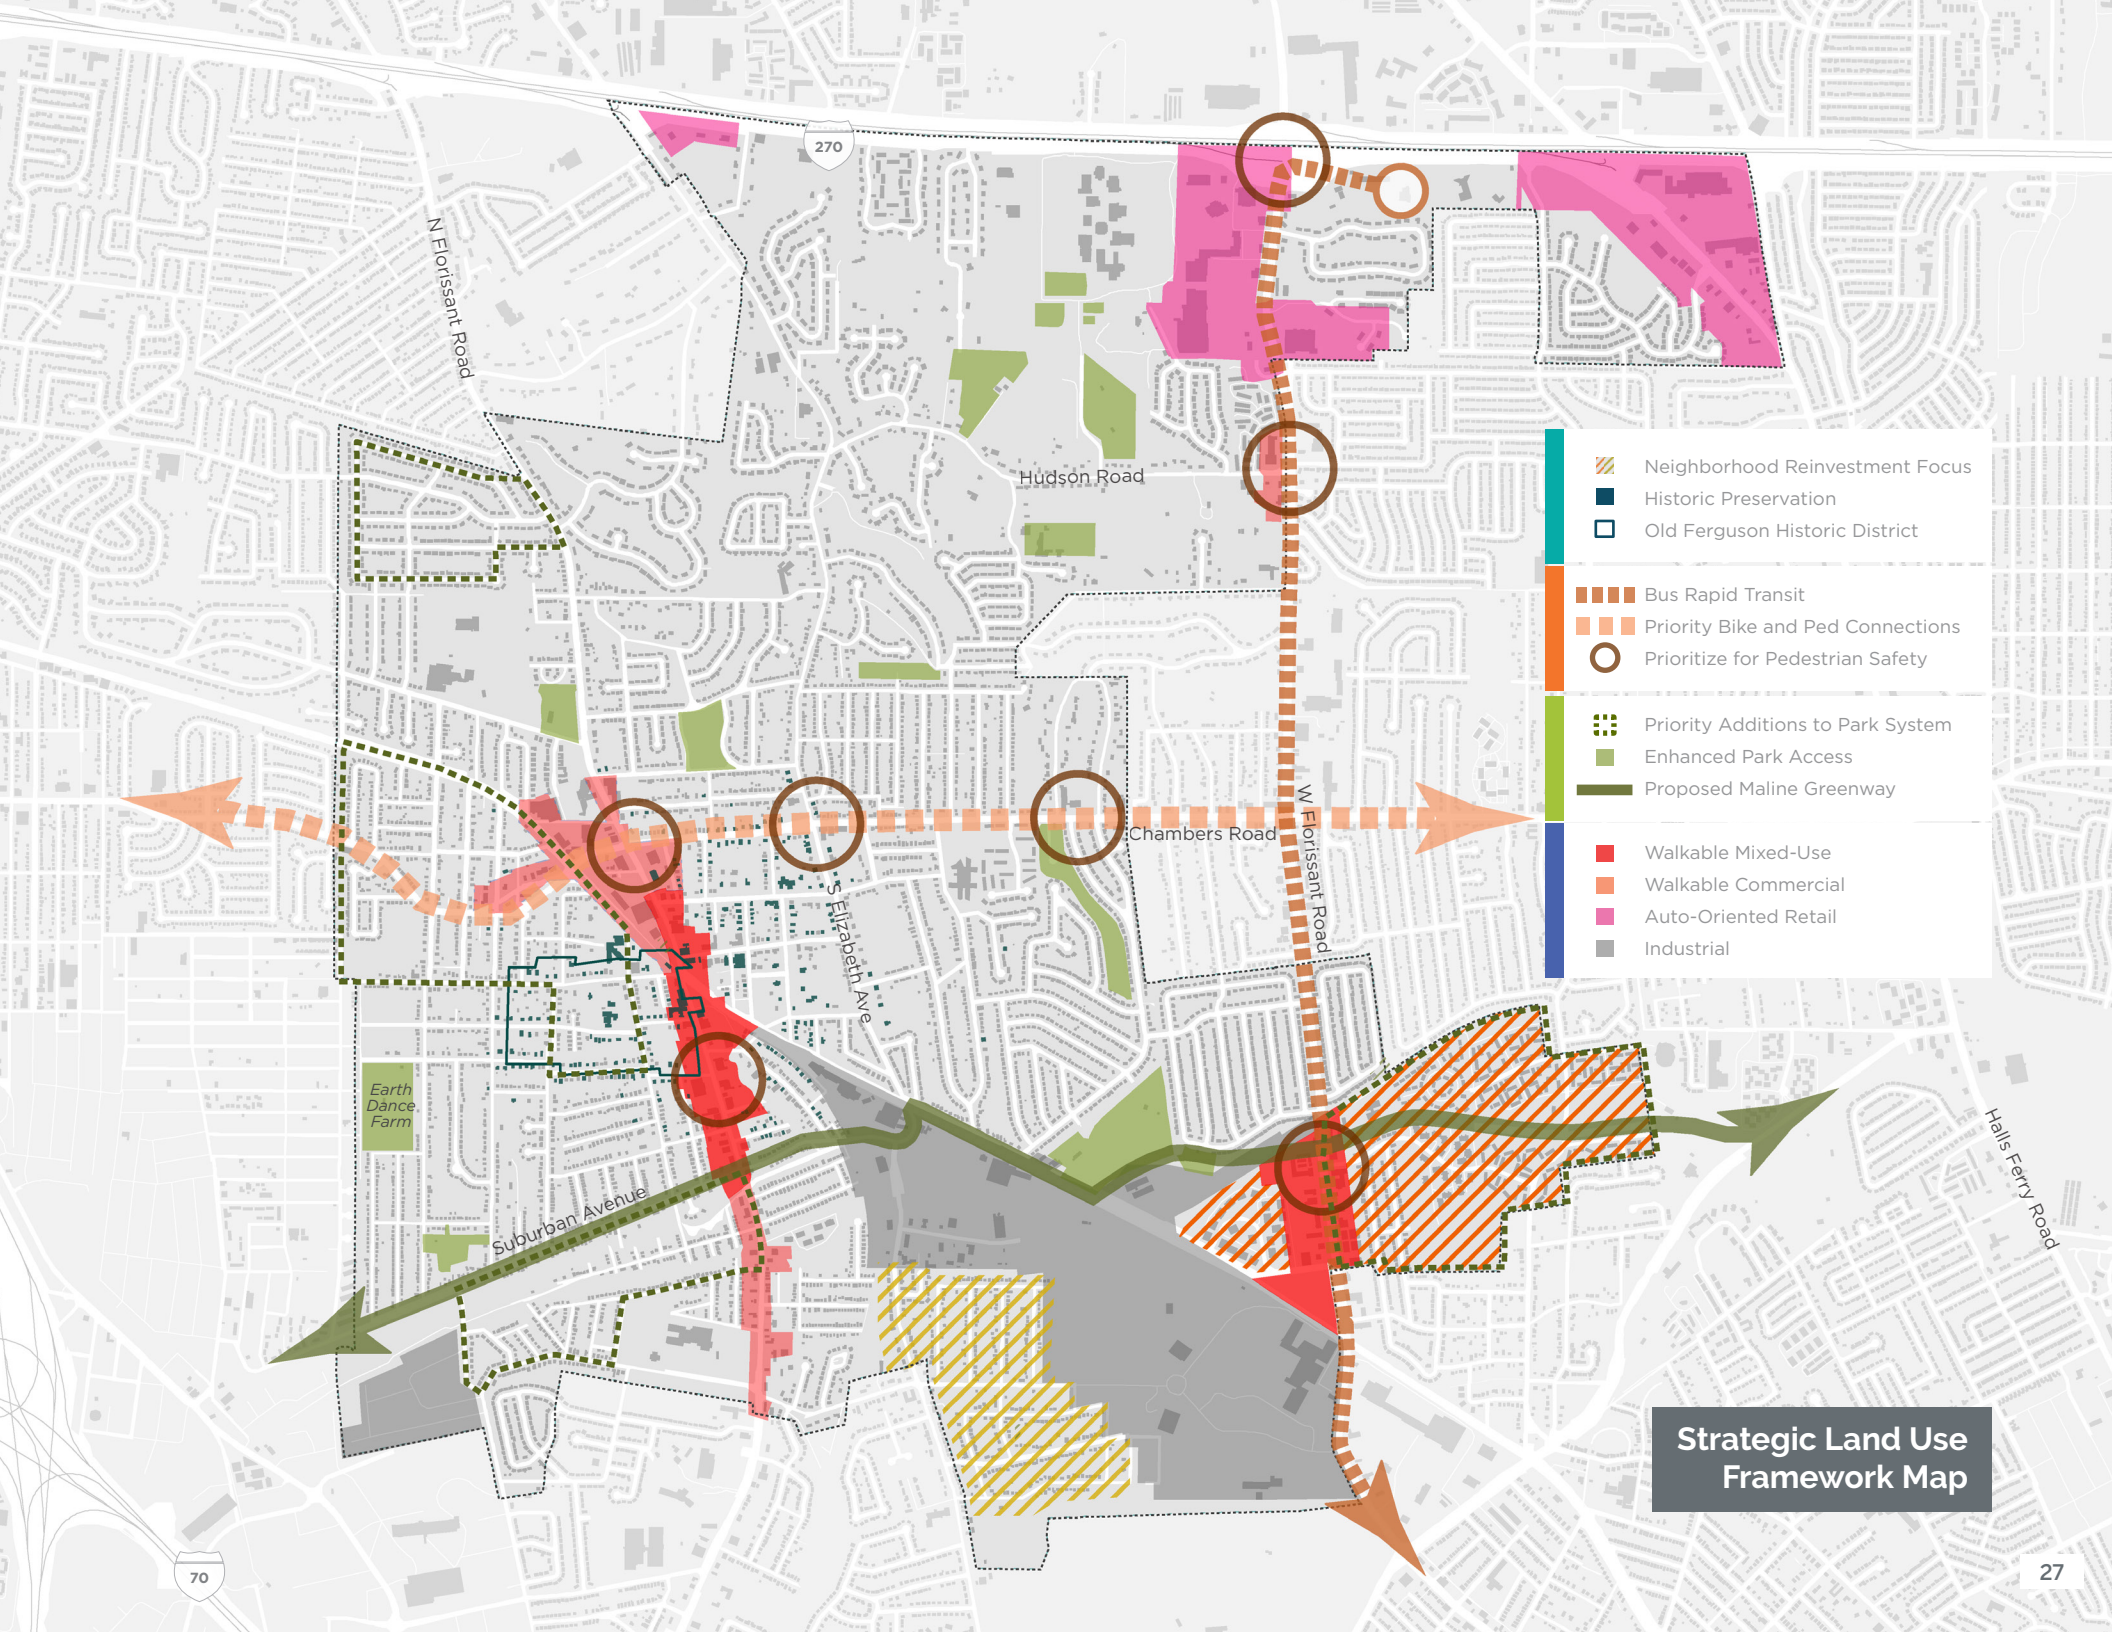 270
N Florissant Road
Hudson Road
Neighborhood Reinvestment Focus
Historic Preservation
Old Ferguson Historic District
Bus Rapid Transit
Priority Bike and Ped Connections
Prioritize for Pedestrian Safety
Priority Additions to Park System
Enhanced Park Access
Proposed Maline Greenway
Walkable Mixed-Use
Walkable Commercial
Auto-Oriented Retail
Industrial
Chambers Road
W Florissant Road
S Elizabeth Ave
Earth
Dance
Farm
Suburban Avenue
Halls Ferry Road
Strategic Land Use
Framework Map
70
27